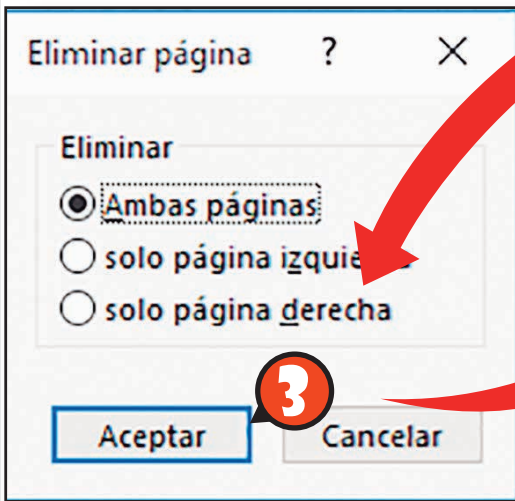 Eliminar página ? X
Eliminar
Ambas páginas
solo página
solo página derecha
3
Aceptar Cancelar